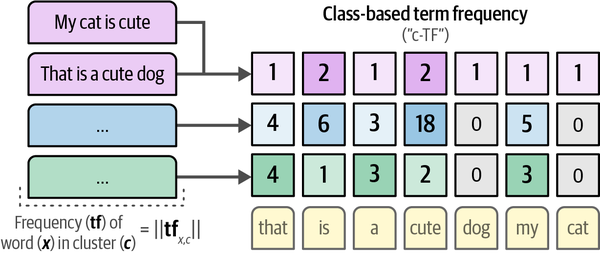 Class-based term frequency
("c-TF")
My cat is cute
That is a cute dog
1 2 1 2 1 1 1
...
4 6 3 18 0 5 0
...
4 1 3 2 0 3 0
Frequency (tf) of
word (x) in cluster (c) = ||tf x,c||
that is a cute dog my cat